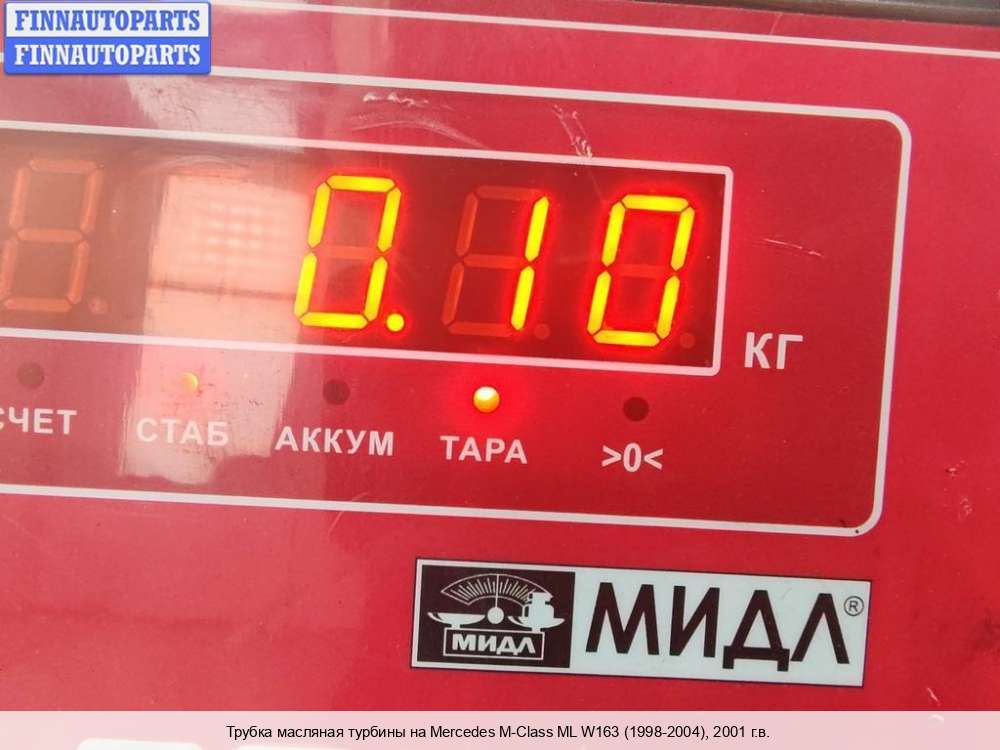 FINNAUTOPARTS
FINNAUTOPARTS
0.10
КГ
СЧЕТ СТАБ АККУМ ТАРА >0<
МИДЛ МИДЛ®
Трубка масляная турбины на Mercedes M-Class ML W163 (1998-2004), 2001 г.в.